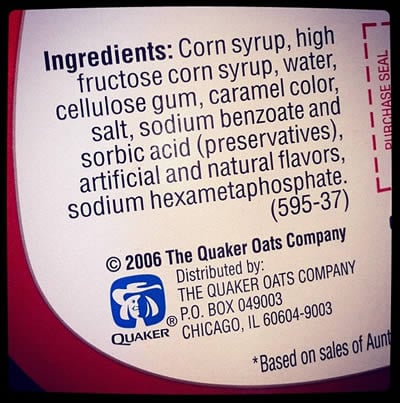 Ingredients: Corn syrup, high
fructose corn syrup, water,
cellulose gum, caramel color,
salt, sodium benzoate and
sorbic acid (preservatives),
artificial and natural flavors,
sodium hexametaphosphate.
(595-37)
PURCHASE SEAL
© 2006 The Quaker Oats Company
Distributed by:
THE QUAKER OATS COMPANY
P.O. BOX 049003
CHICAGO, IL 60604-9003
QUAKER®
*Based on sales of Aunt